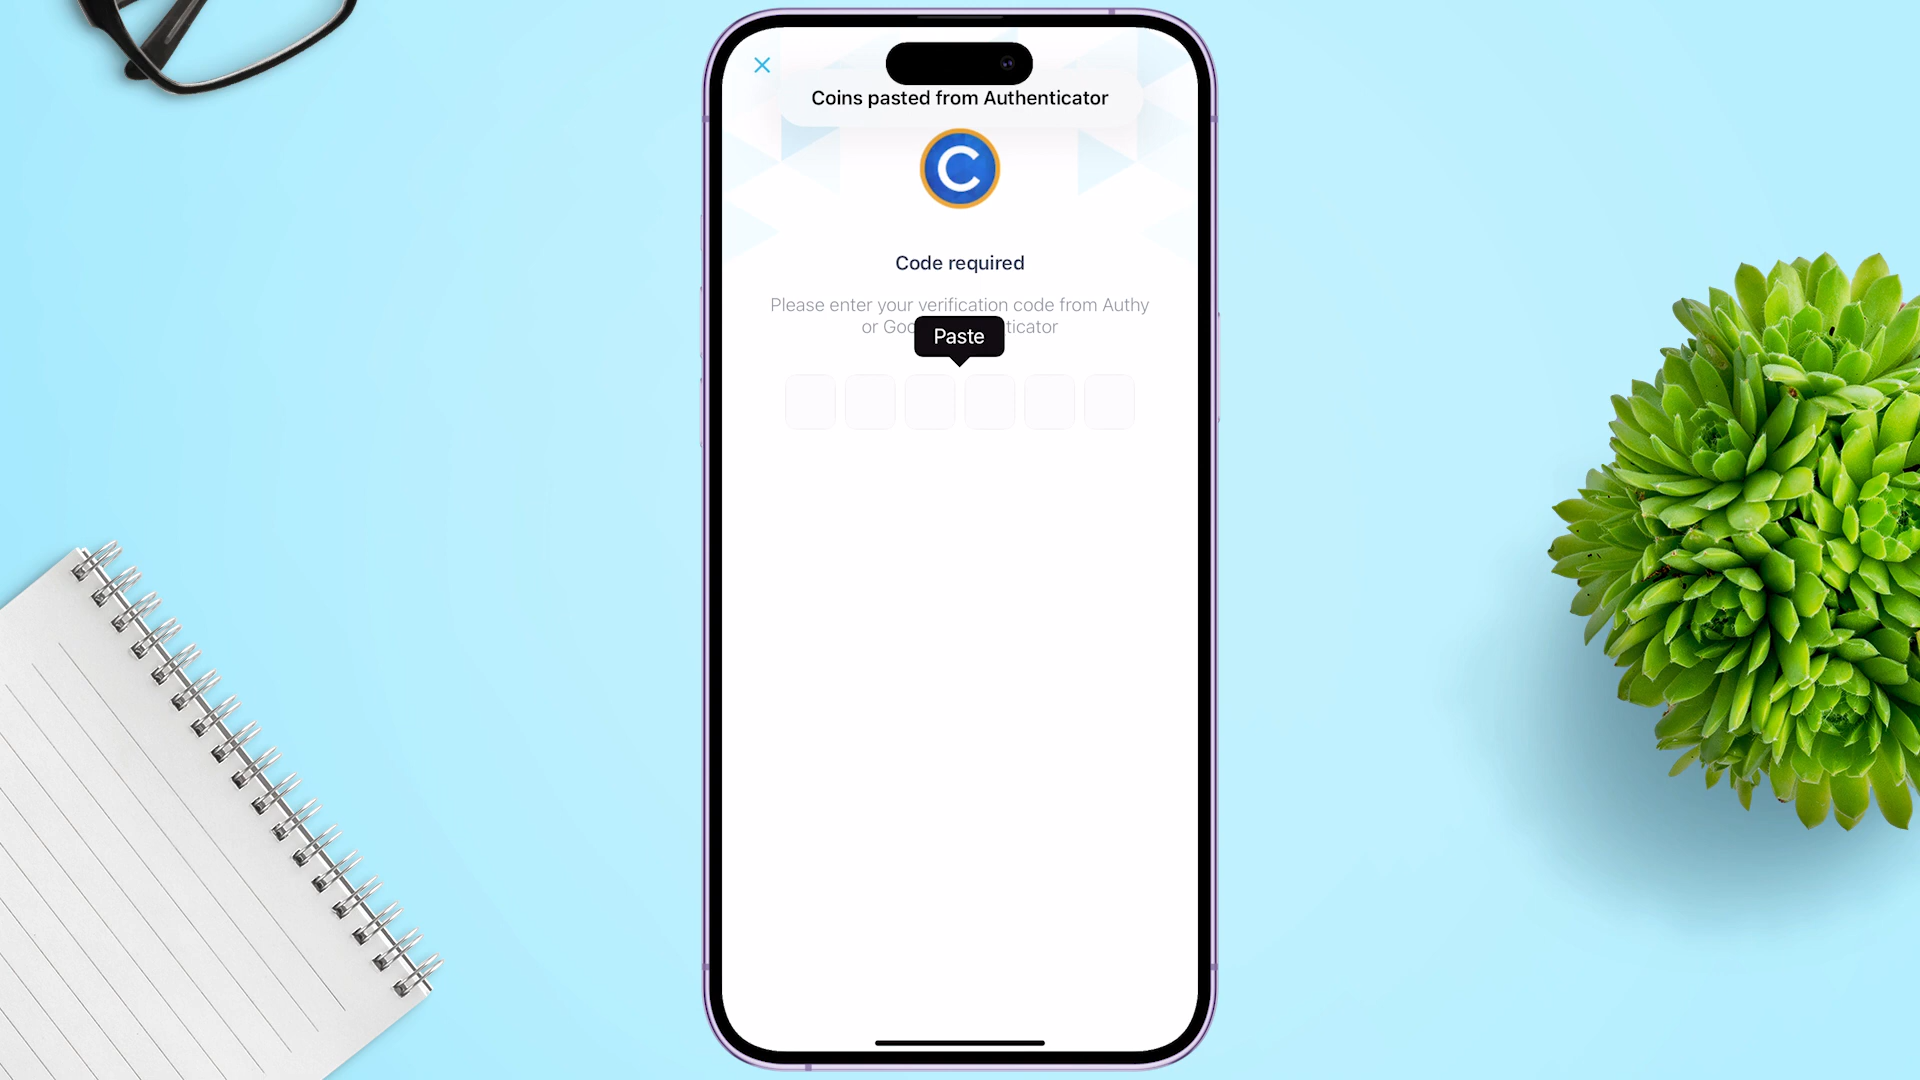 Coins pasted from Authenticator
C
Code required
Please enter your verification code from Authy
or Goo ticator
Paste